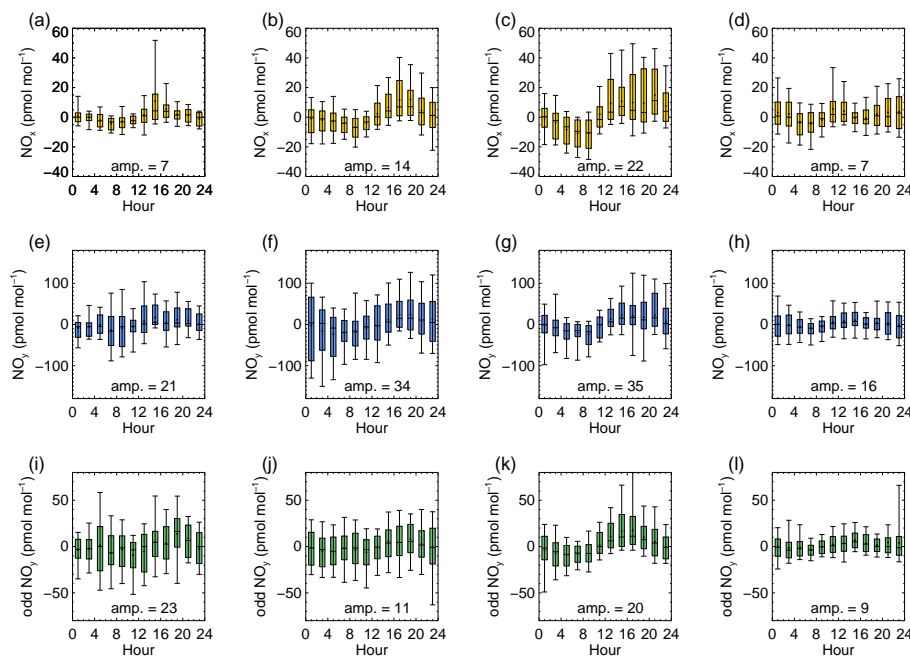 (a) (b) (c) (d)
60 60 60 60
40 40 40 40
20 20 20 20
0 0 0 0
−20 −20 −20 −20
−40 −40 −40 −40
NOₓ (pmol mol⁻¹) NOₓ (pmol mol⁻¹) NOₓ (pmol mol⁻¹) NOₓ (pmol mol⁻¹)
amp. = 7 amp. = 14 amp. = 22 amp. = 7
0 4 8 12 16 20 24 0 4 8 12 16 20 24 0 4 8 12 16 20 24 0 4 8 12 16 20 24
Hour Hour Hour Hour
(e) (f) (g) (h)
100 100 100 100
0 0 0 0
−100 −100 −100 −100
NOᵧ (pmol mol⁻¹) NOᵧ (pmol mol⁻¹) NOᵧ (pmol mol⁻¹) NOᵧ (pmol mol⁻¹)
amp. = 21 amp. = 34 amp. = 35 amp. = 16
0 4 8 12 16 20 24 0 4 8 12 16 20 24 0 4 8 12 16 20 24 0 4 8 12 16 20 24
Hour Hour Hour Hour
(i) (j) (k) (l)
50 50 50 50
0 0 0 0
−50 −50 −50 −50
odd NOᵧ (pmol mol⁻¹) odd NOᵧ (pmol mol⁻¹) odd NOᵧ (pmol mol⁻¹) odd NOᵧ (pmol mol⁻¹)
amp. = 23 amp. = 11 amp. = 20 amp. = 9
0 4 8 12 16 20 24 0 4 8 12 16 20 24 0 4 8 12 16 20 24 0 4 8 12 16 20 24
Hour Hour Hour Hour